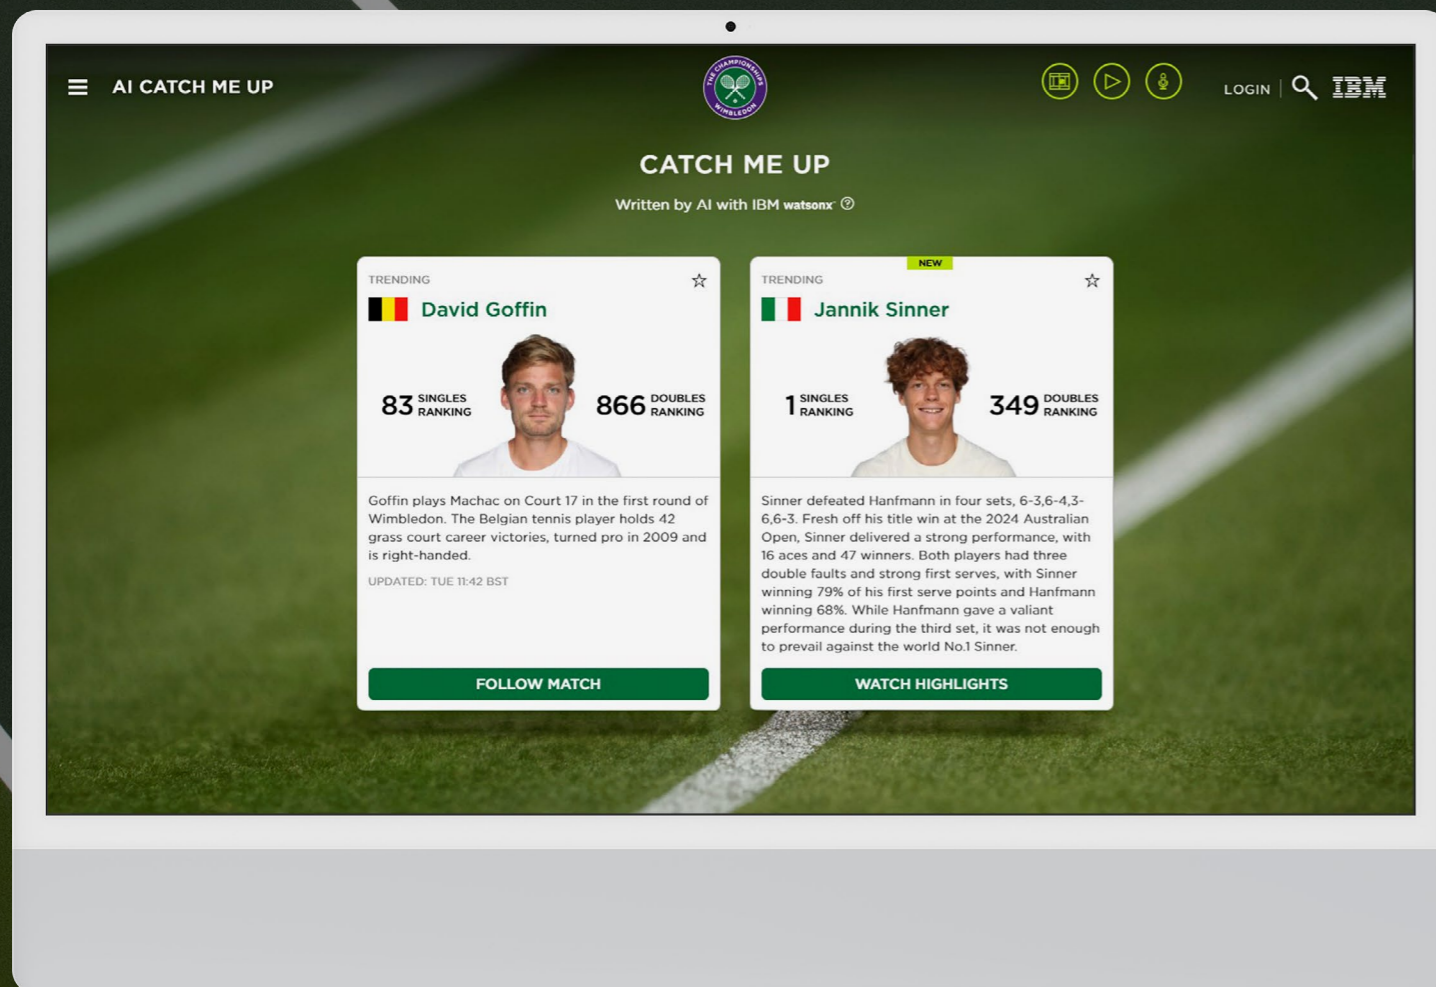 AI CATCH ME UP
THE CHAMPIONSHIPS
WIMBLEDON
LOGIN
IBM
CATCH ME UP
Written by AI with IBM watsonx
TRENDING
David Goffin
83 SINGLES RANKING
866 DOUBLES RANKING
Goffin plays Machac on Court 17 in the first round of
Wimbledon. The Belgian tennis player holds 42
grass court career victories, turned pro in 2009 and
is right-handed.
UPDATED: TUE 11:42 BST
FOLLOW MATCH
NEW
TRENDING
Jannik Sinner
1 SINGLES RANKING
349 DOUBLES RANKING
Sinner defeated Hanfmann in four sets, 6-3,6-4,3-
6,6-3. Fresh off his title win at the 2024 Australian
Open, Sinner delivered a strong performance, with
16 aces and 47 winners. Both players had three
double faults and strong first serves, with Sinner
winning 79% of his first serve points and Hanfmann
winning 68%. While Hanfmann gave a valiant
performance during the third set, it was not enough
to prevail against the world No.1 Sinner.
WATCH HIGHLIGHTS